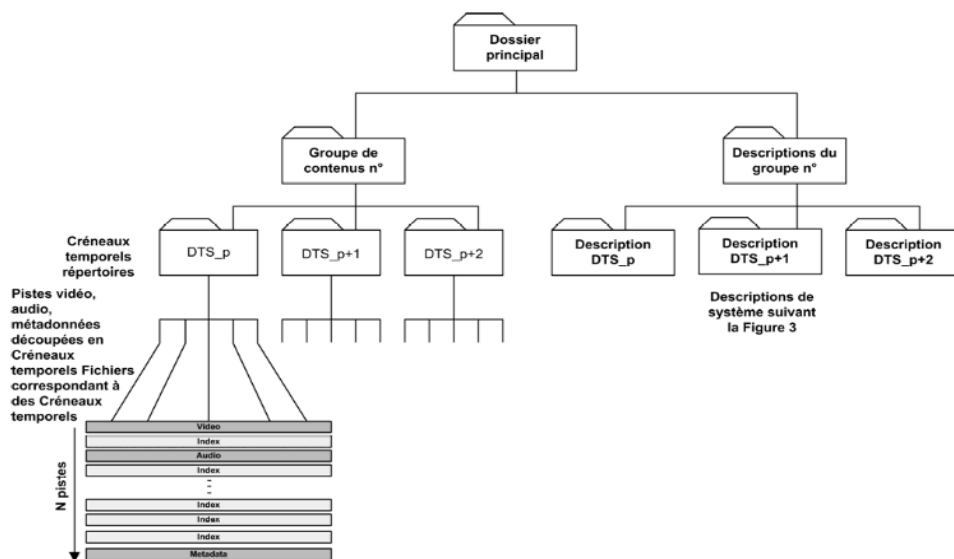 Dossier
principal
Groupe de
contenus n°
Descriptions du
groupe n°
Créneaux
temporels
répertoires
DTS_p
DTS_p+1
DTS_p+2
Description
DTS_p
Description
DTS_p+1
Description
DTS_p+2
Descriptions de
système suivant
la Figure 3
Pistes vidéo,
audio,
métadonnées
découpées en
Créneaux
temporels Fichiers
correspondant à
des Créneaux
temporels
N pistes
Video
Index
Audio
Index
Index
Index
Index
Metadata